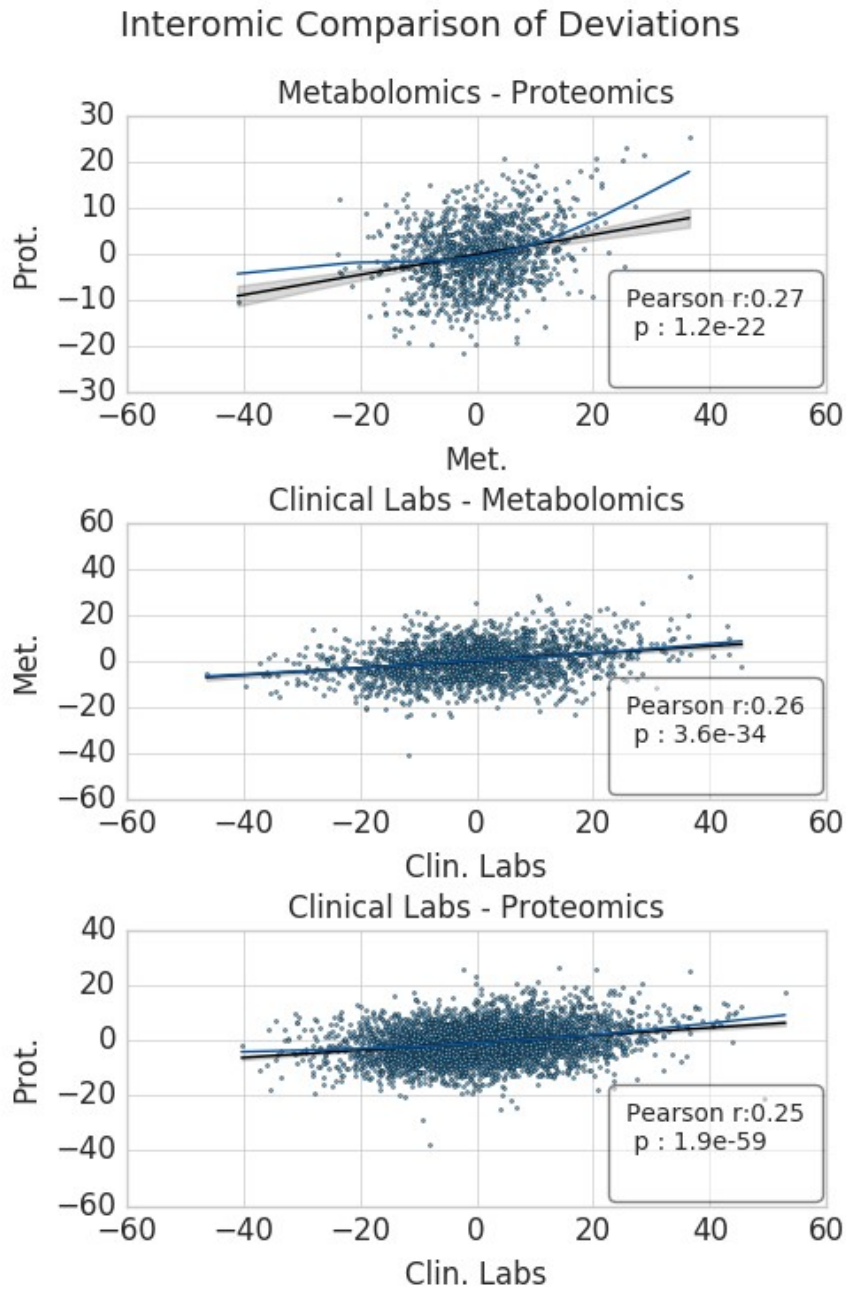 Interomic Comparison of Deviations
Metabolomics - Proteomics
30
20
10
0
−10
−20
−30
Prot.
Pearson r:0.27
p : 1.2e-22
−60 −40 −20 0 20 40 60
Met.
Clinical Labs - Metabolomics
60
40
20
0
−20
−40
−60
Met.
Pearson r:0.26
p : 3.6e-34
−60 −40 −20 0 20 40 60
Clin. Labs
Clinical Labs - Proteomics
40
20
0
−20
−40
−60
Prot.
Pearson r:0.25
p : 1.9e-59
−60 −40 −20 0 20 40 60
Clin. Labs